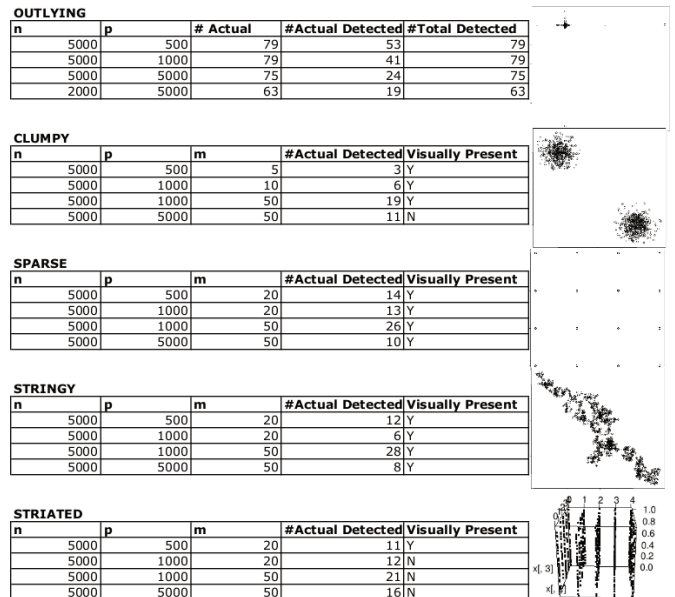 OUTLYING
n p # Actual #Actual Detected #Total Detected
5000 500 79 53 79
5000 1000 79 41 79
5000 5000 75 24 75
2000 5000 63 19 63
CLUMPY
n p m #Actual Detected Visually Present
5000 500 5 3 Y
5000 1000 10 6 Y
5000 1000 50 19 Y
5000 5000 50 11 N
SPARSE
n p m #Actual Detected Visually Present
5000 500 20 14 Y
5000 1000 20 13 Y
5000 1000 50 26 Y
5000 5000 50 10 Y
STRINGY
n p m #Actual Detected Visually Present
5000 500 20 12 Y
5000 1000 20 6 Y
5000 1000 50 28 Y
5000 5000 50 8 Y
STRIATED
n p m #Actual Detected Visually Present
5000 500 20 11 Y
5000 1000 20 12 N
5000 1000 50 21 N
5000 5000 50 16 N
1 2 3 4
1.0
0.8
0.6
0.4
0.2
0.0
x[, 3]